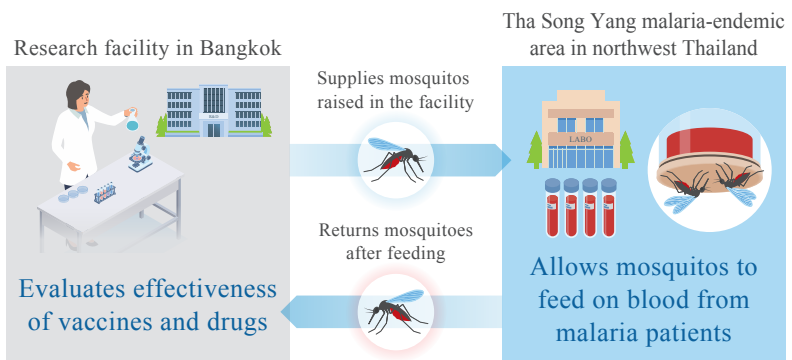 Research facility in Bangkok
Evaluates effectiveness
of vaccines and drugs
Supplies mosquitos
raised in the facility
Returns mosquitoes
after feeding
Tha Song Yang malaria-endemic
area in northwest Thailand
LABO
Allows mosquitos to
feed on blood from
malaria patients